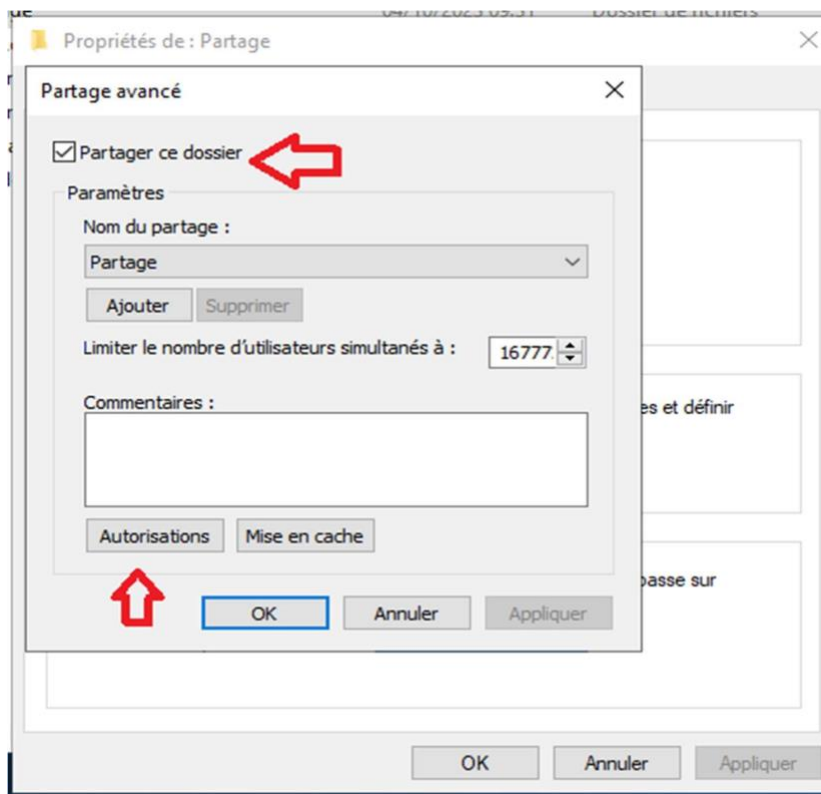 Propriétés de : Partage
Partage avancé
Partager ce dossier
Paramètres
Nom du partage :
Partage
Ajouter
Supprimer
Limiter le nombre d'utilisateurs simultanés à :
16777
Commentaires :
es et définir
Autorisations
Mise en cache
passe sur
OK
Annuler
Appliquer
OK
Annuler
Appliquer